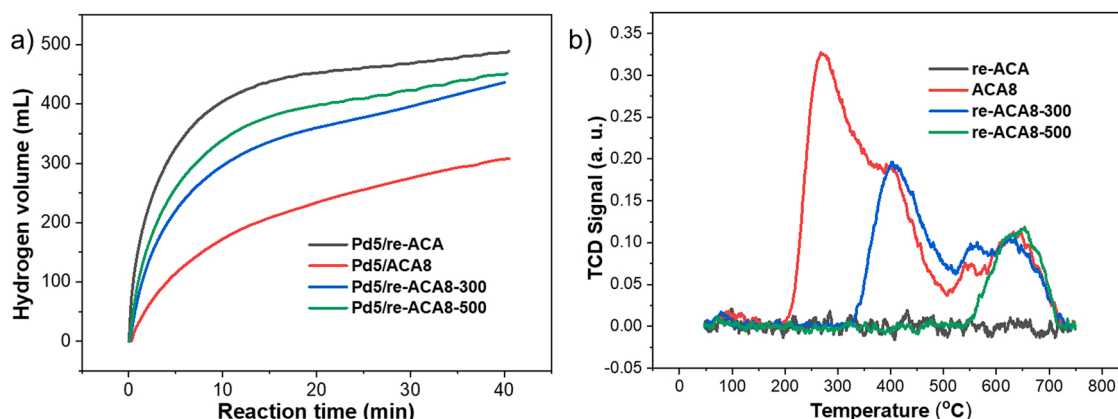 a)
Hydrogen volume (mL)
500
400
300
200
100
0
Pd5/re-ACA
Pd5/ACA8
Pd5/re-ACA8-300
Pd5/re-ACA8-500
0 10 20 30 40
Reaction time (min)
b)
TCD Signal (a. u.)
0.35
0.30
0.25
0.20
0.15
0.10
0.05
0.00
-0.05
re-ACA
ACA8
re-ACA8-300
re-ACA8-500
0 100 200 300 400 500 600 700 800
Temperature (°C)